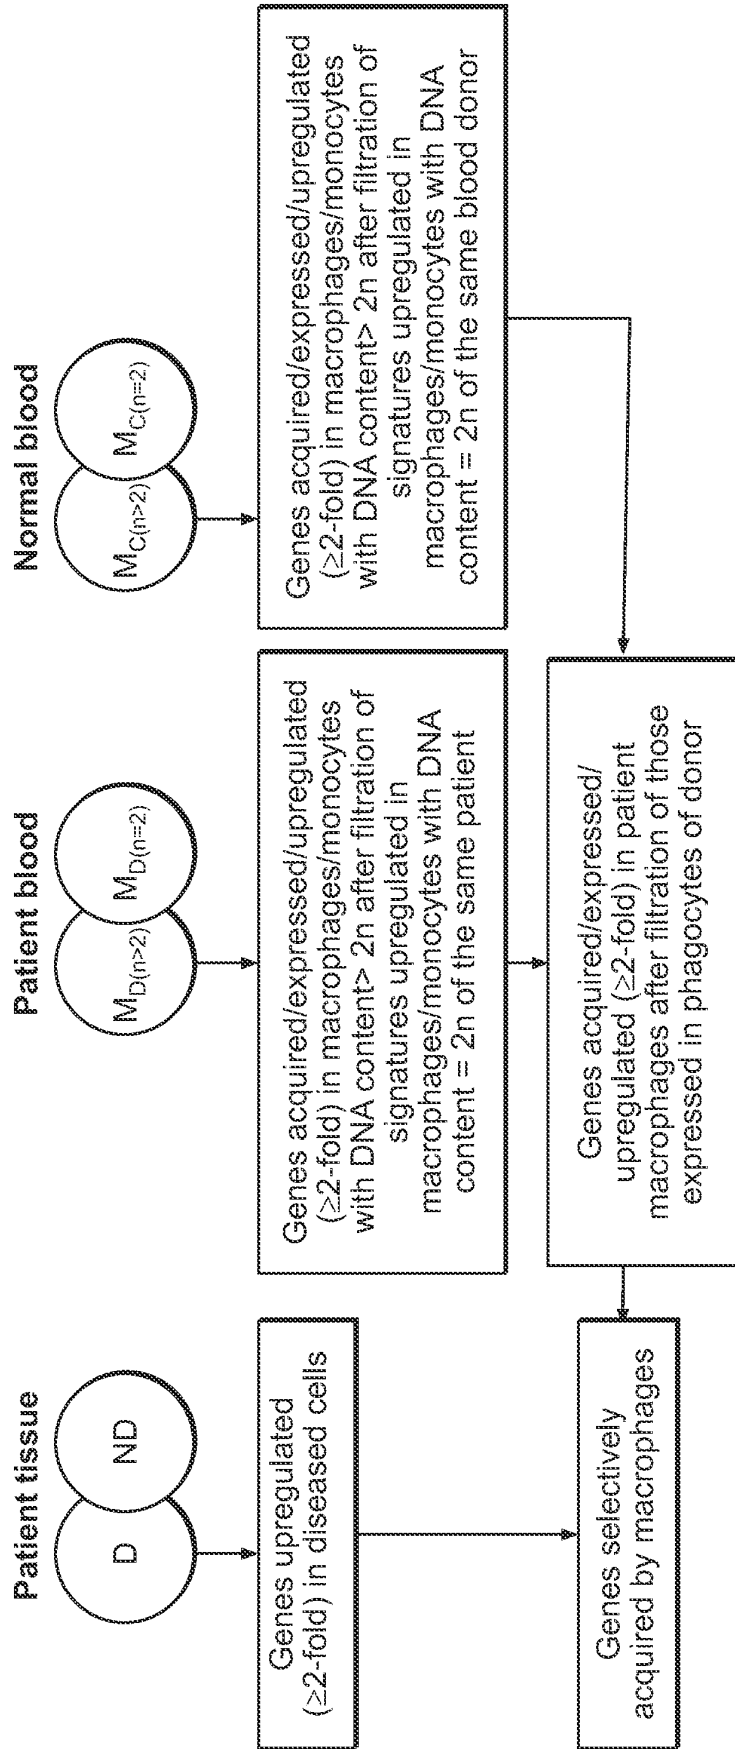 Patient tissue
D
ND
Genes upregulated
(≥2-fold) in diseased cells
Genes selectively
acquired by macrophages
Patient blood
M_D(n>2)
M_D(n=2)
Genes acquired/expressed/upregulated
(≥2-fold) in macrophages/monocytes
with DNA content> 2n after filtration of
signatures upregulated in
macrophages/monocytes with DNA
content = 2n of the same patient
Genes acquired/expressed/
upregulated (≥2-fold) in patient
macrophages after filtration of those
expressed in phagocytes of donor
Normal blood
M_C(n>2)
M_C(n=2)
Genes acquired/expressed/upregulated
(≥2-fold) in macrophages/monocytes
with DNA content> 2n after filtration of
signatures upregulated in
macrophages/monocytes with DNA
content = 2n of the same blood donor